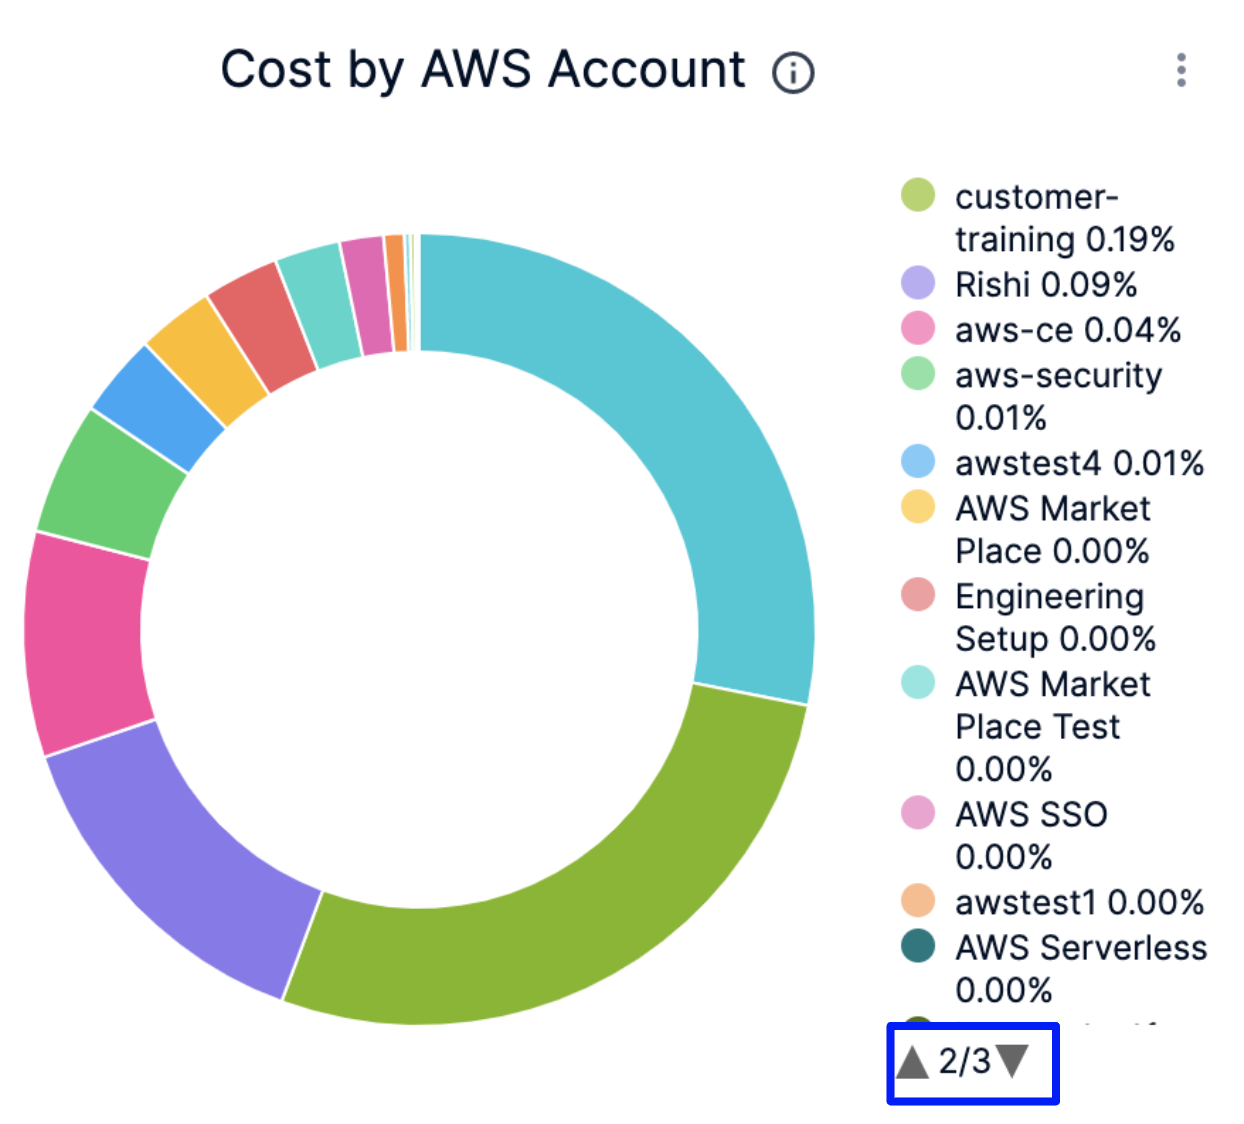 Cost by AWS Account
customer-
training 0.19%
Rishi 0.09%
aws-ce 0.04%
aws-security
0.01%
awstest4 0.01%
AWS Market
Place 0.00%
Engineering
Setup 0.00%
AWS Market
Place Test
0.00%
AWS SSO
0.00%
awstest1 0.00%
AWS Serverless
0.00%
2/3